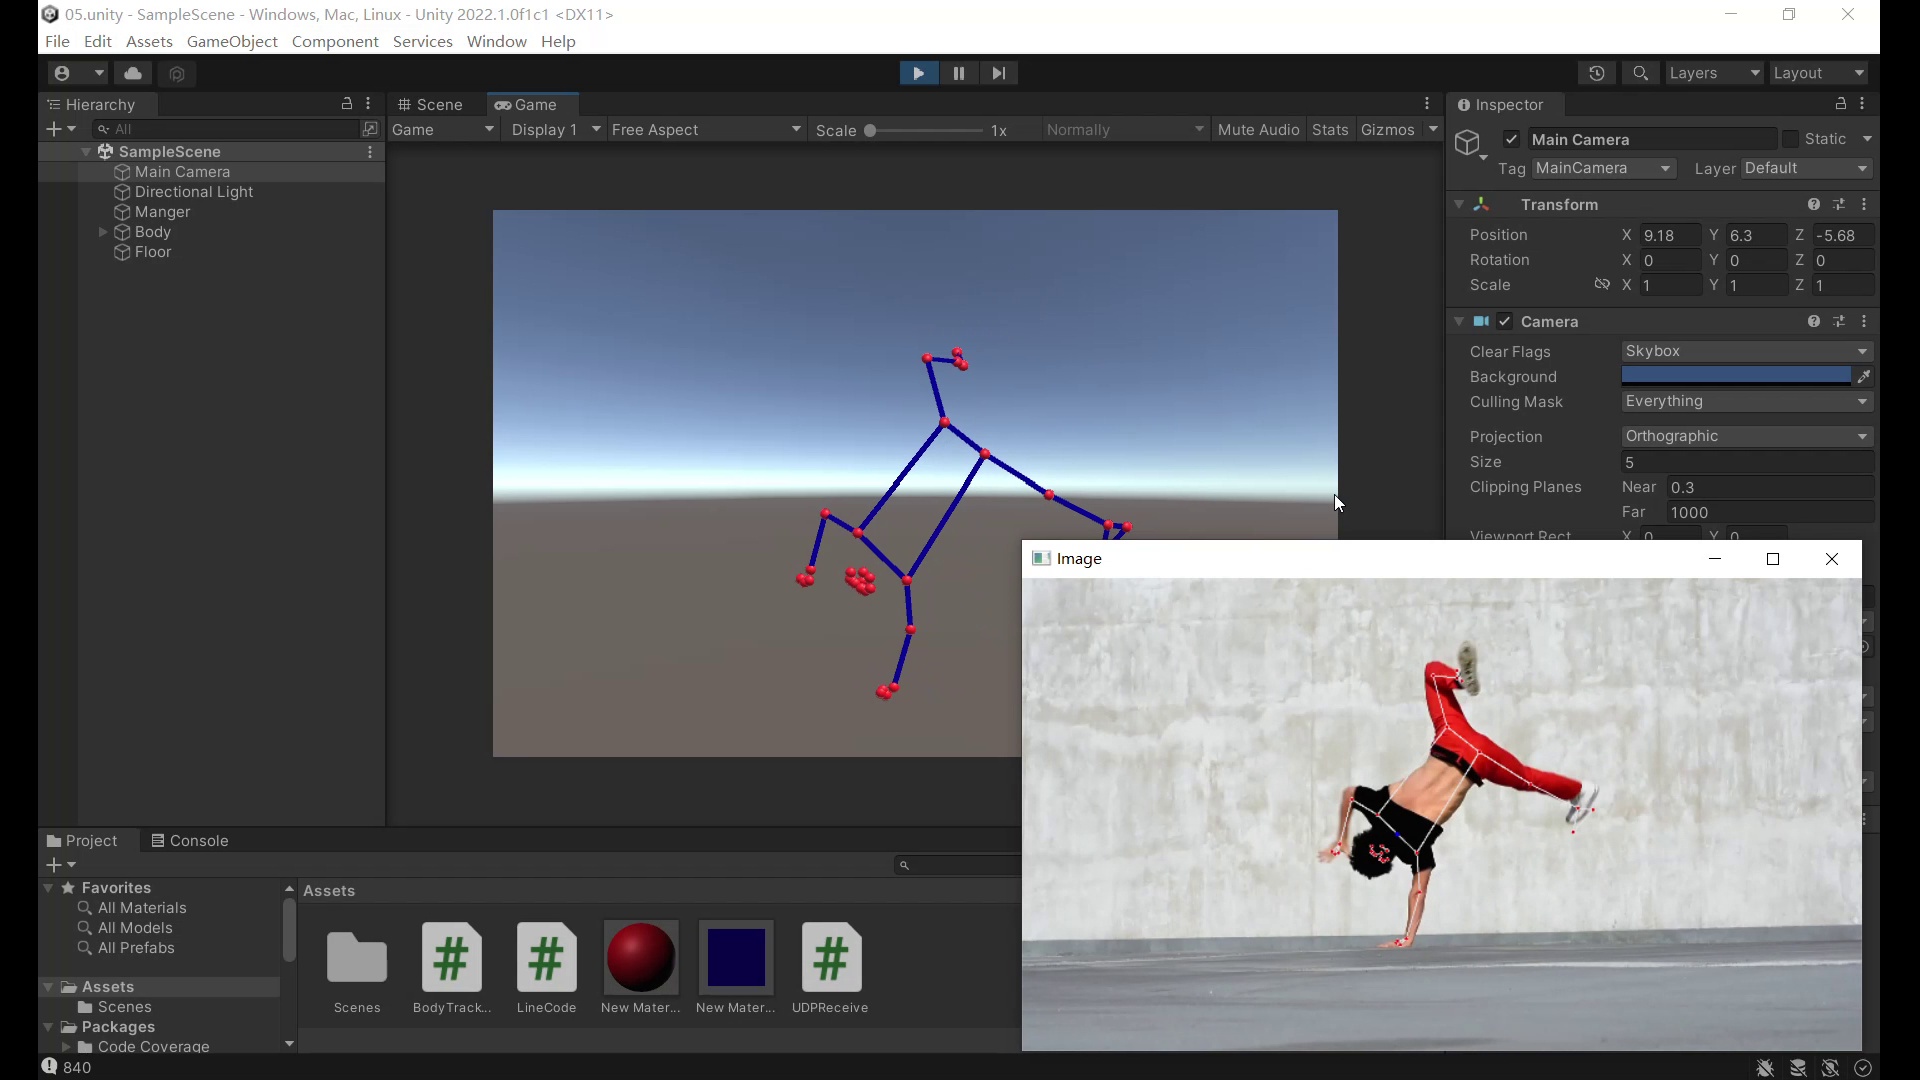 05.unity - SampleScene - Windows, Mac, Linux - Unity 2022.1.0f1c1 <DX11>
File Edit Assets GameObject Component Services Window Help
Layers Layout
Hierarchy
All
SampleScene
Main Camera
Directional Light
Manger
Body
Floor
Scene Game
Game Display 1 Free Aspect Scale 1x Normally Mute Audio Stats Gizmos
Inspector
Main Camera Static
Tag MainCamera Layer Default
Transform
Position X 9.18 Y 6.3 Z -5.68
Rotation X 0 Y 0 Z 0
Scale X 1 Y 1 Z 1
Camera
Clear Flags Skybox
Background
Culling Mask Everything
Projection Orthographic
Size 5
Clipping Planes Near 0.3
Far 1000
Viewport Rect X 0 Y 0
Image
Project Console
Favorites
All Materials
All Models
All Prefabs
Assets
Scenes
Packages
Code Coverage
Assets
Scenes BodyTrack... LineCode New Mater... New Mater... UDPReceive
840